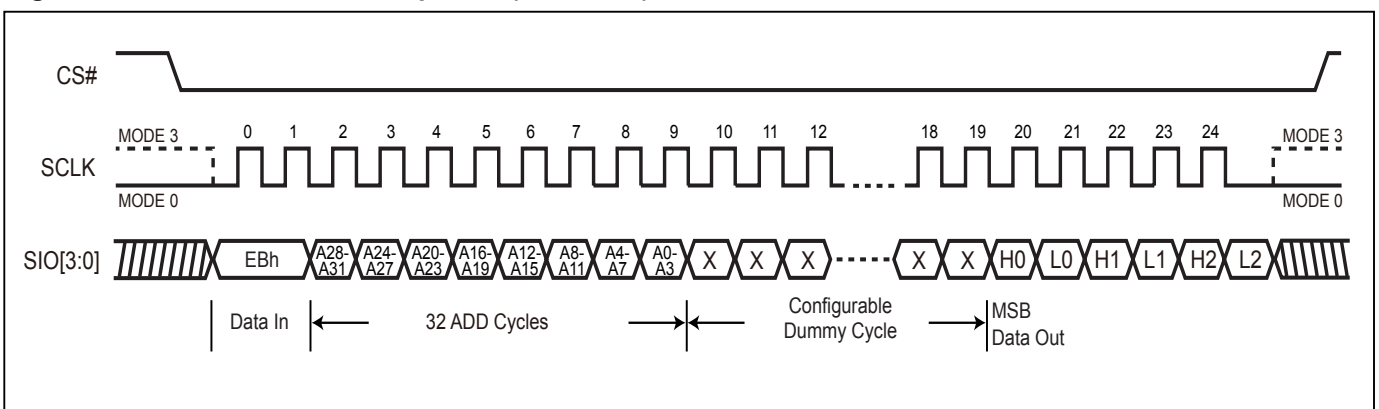 CS#
MODE 3 0 1 2 3 4 5 6 7 8 9 10 11 12 18 19 20 21 22 23 24 MODE 3
SCLK
MODE 0 MODE 0
SIO[3:0] EBh A28-A31 A24-A27 A20-A23 A16-A19 A12-A15 A8-A11 A4-A7 A0-A3 X X X X X H0 L0 H1 L1 H2 L2
Data In 32 ADD Cycles Configurable MSB
Dummy Cycle Data Out